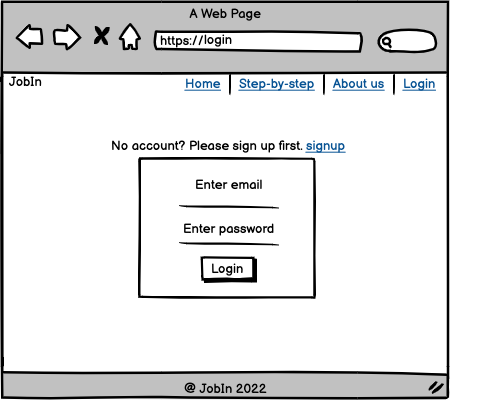 A Web Page
https://login
JobIn
Home Step-by-step About us Login
No account? Please sign up first. signup
Enter email
Enter password
Login
@ JobIn 2022